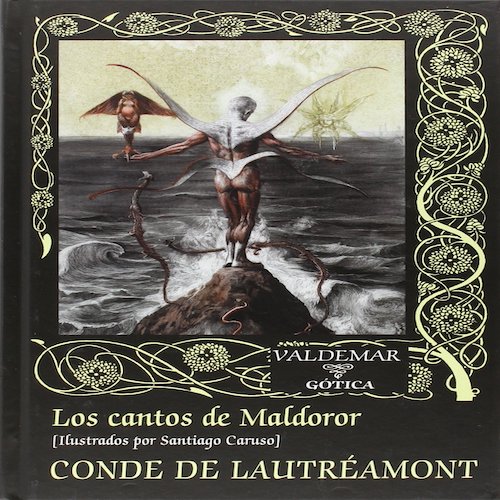 VALDEMAR
GÓTICA
Los cantos de Maldoror
[Ilustrados por Santiago Caruso]
CONDE DE LAUTRÉAMONT